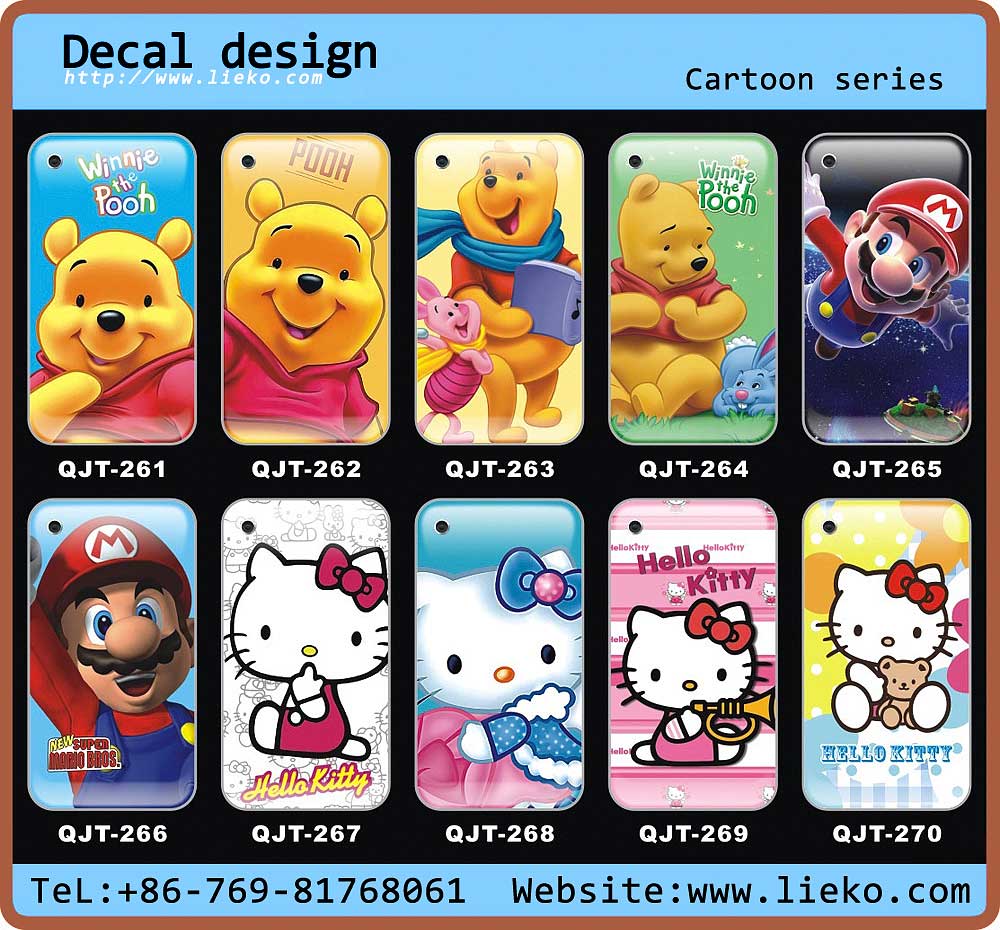 Decal design
http://www.lieko.com
Cartoon series
Winnie
the
Pooh
POOH
Winnie
the
Pooh
M
QJT-261 QJT-262 QJT-263 QJT-264 QJT-265
M
NEW SUPER
MARIO BROS.
Hello Kitty
HelloKitty HelloKitty
Hello
Kitty
Hello
Hello
HELLO KITTY
QJT-266 QJT-267 QJT-268 QJT-269 QJT-270
TeL:+86-769-81768061 Website:www.lieko.com